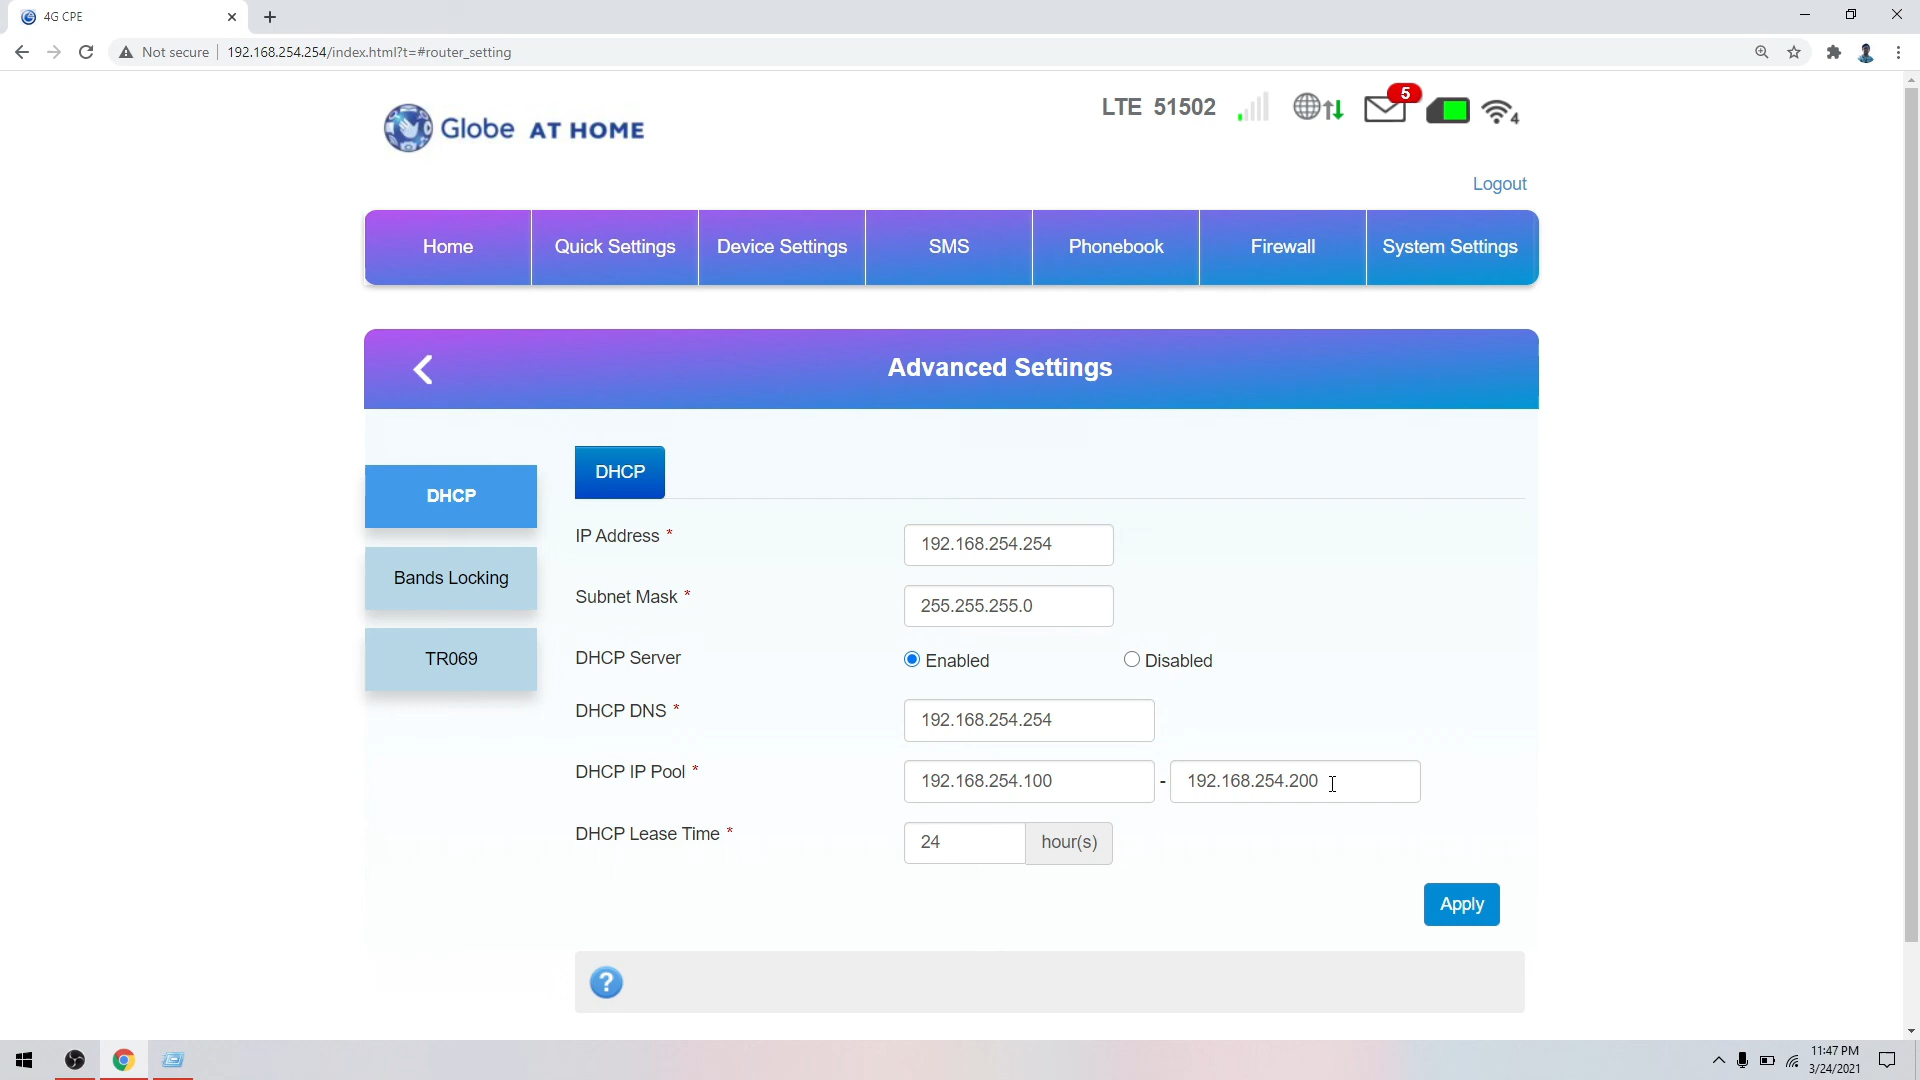 4G CPE
Not secure
192.168.254.254/index.html?t=#router_setting
Globe AT HOME
LTE 51502
5
4
Logout
Home
Quick Settings
Device Settings
SMS
Phonebook
Firewall
System Settings
Advanced Settings
DHCP
Bands Locking
TR069
DHCP
IP Address *
192.168.254.254
Subnet Mask *
255.255.255.0
DHCP Server
Enabled
Disabled
DHCP DNS *
192.168.254.254
DHCP IP Pool *
192.168.254.100 - 192.168.254.200
DHCP Lease Time *
24 hour(s)
Apply
?
11:47 PM
3/24/2021